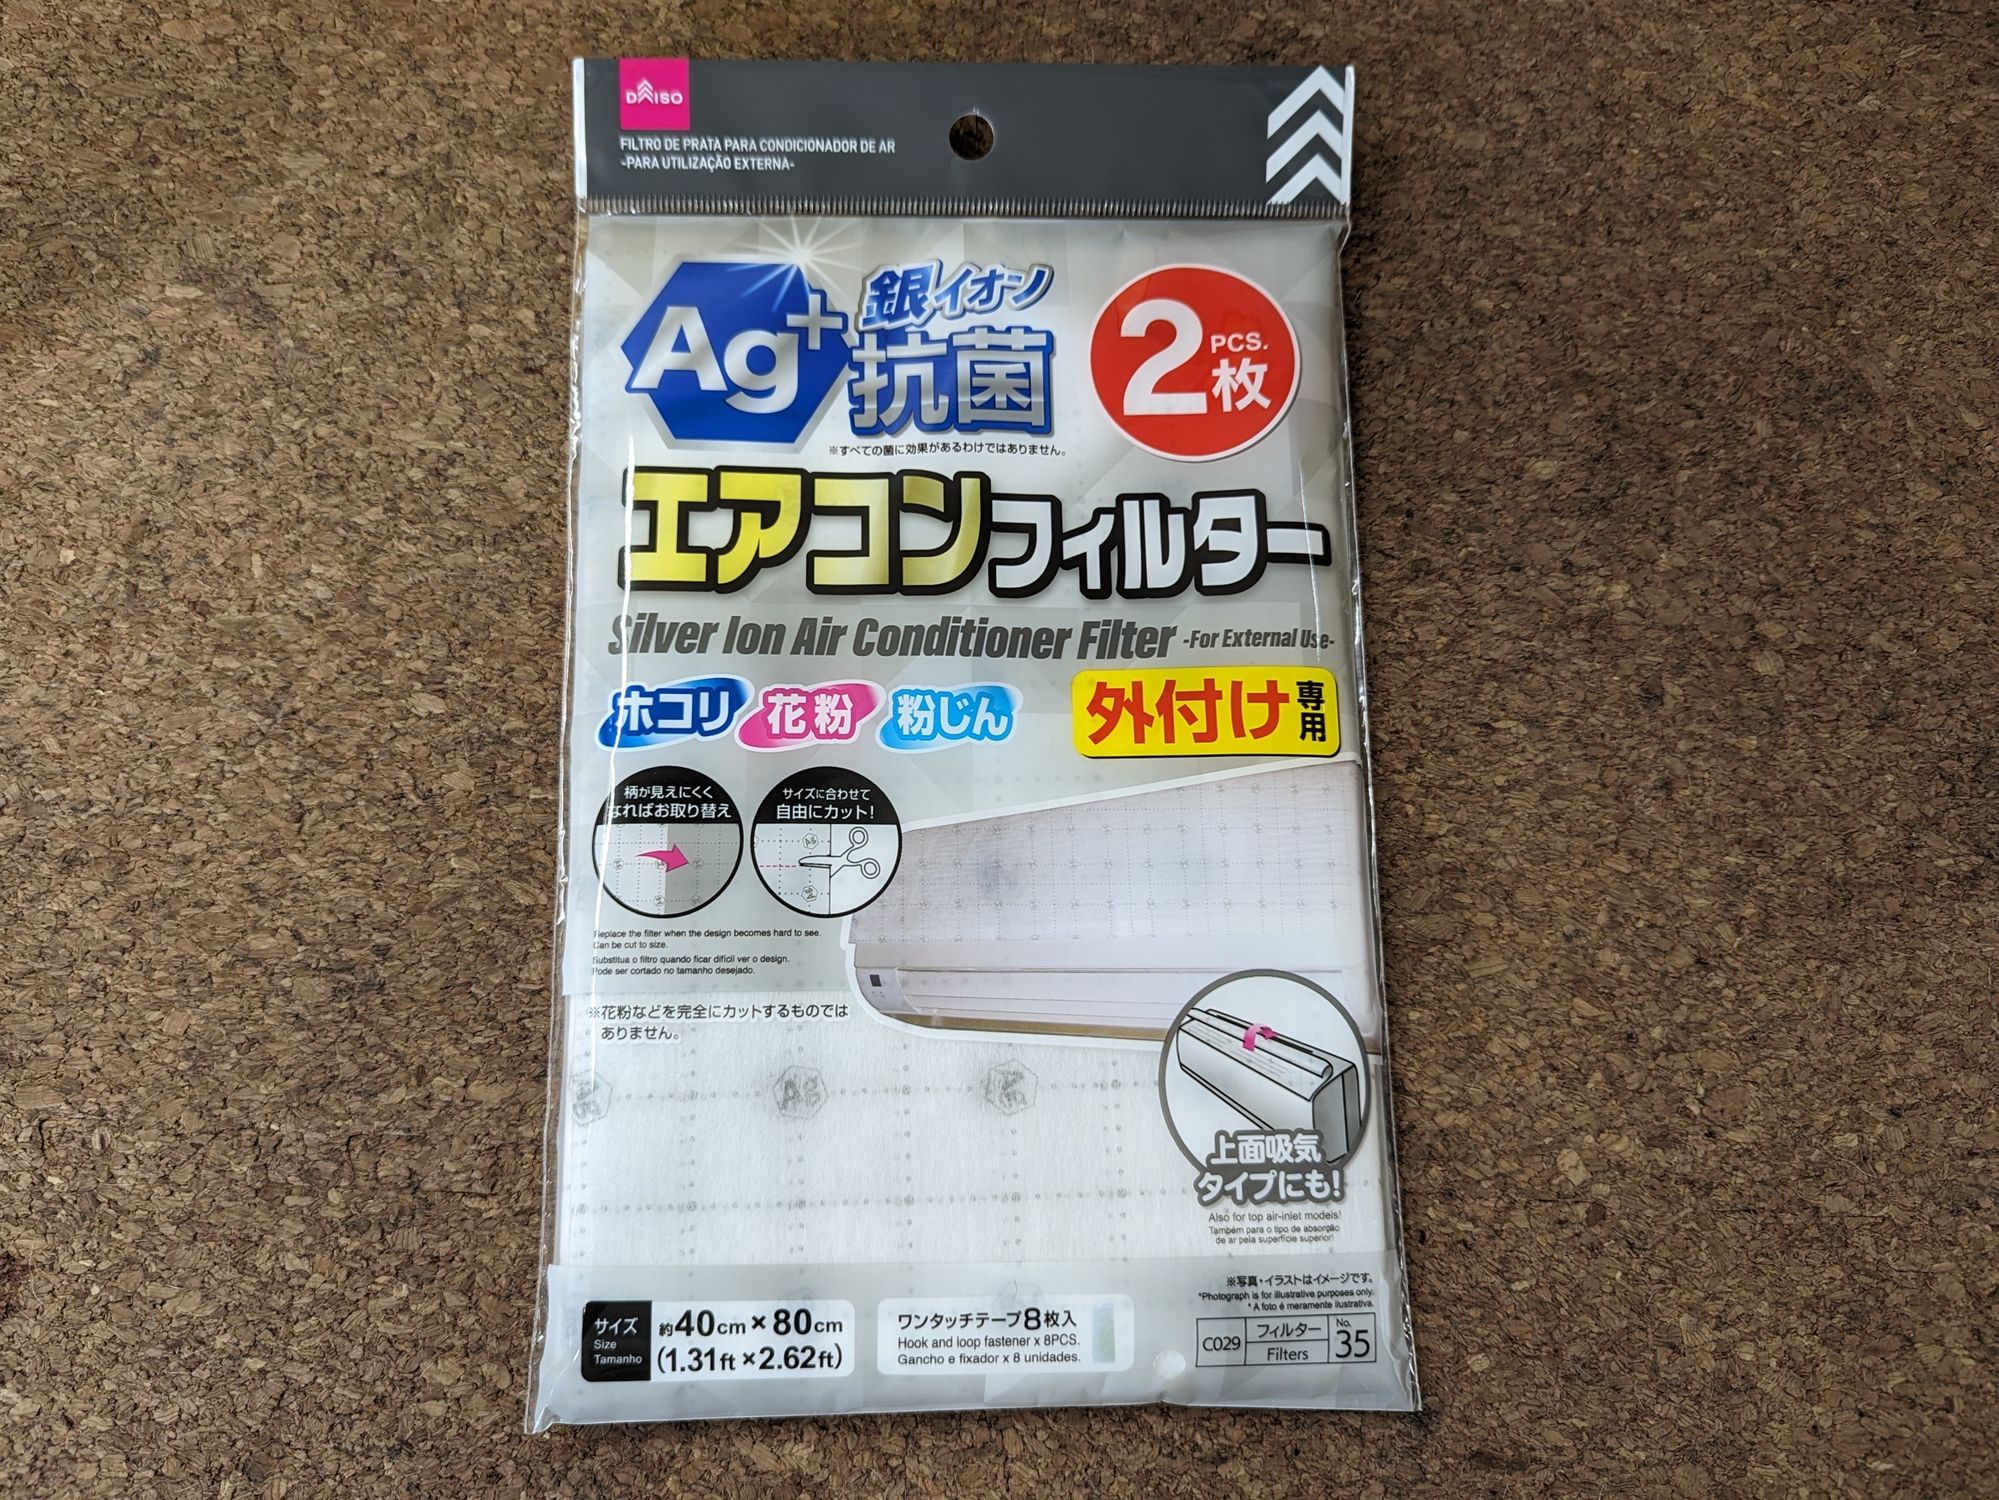 DAISO
FILTRO DE PRATA PARA CONDICIONADOR DE AR
-PARA UTILIZAÇÃO EXTERNA-
Ag+
銀イオン
抗菌
2 PCS. 枚
※すべての菌に効果があるわけではありません。
エアコンフィルター
Silver Ion Air Conditioner Filter -For External Use-
ホコリ 花粉 粉じん
外付け専用
柄が見えにくく
なればお取り替え
サイズに合わせて
自由にカット!
Replace the filter when the design becomes hard to see.
Can be cut to size.
Substitua o filtro quando ficar difícil ver o design.
Pode ser cortado no tamanho desejado.
※花粉などを完全にカットするものでは
ありません。
Ag
上面吸気
タイプにも!
Also for top air-inlet models!
Também para o tipo de absorção
de ar pela superfície superior!
サイズ
Size
Tamanho
約40cm×80cm
(1.31ft×2.62ft)
ワンタッチテープ8枚入
Hook and loop fastener x 8PCS.
Gancho e fixador x 8 unidades.
※写真・イラストはイメージです。
*Photograph is for illustrative purposes only.
* A foto é meramente ilustrativa.
C029
フィルター
Filters
No.
35